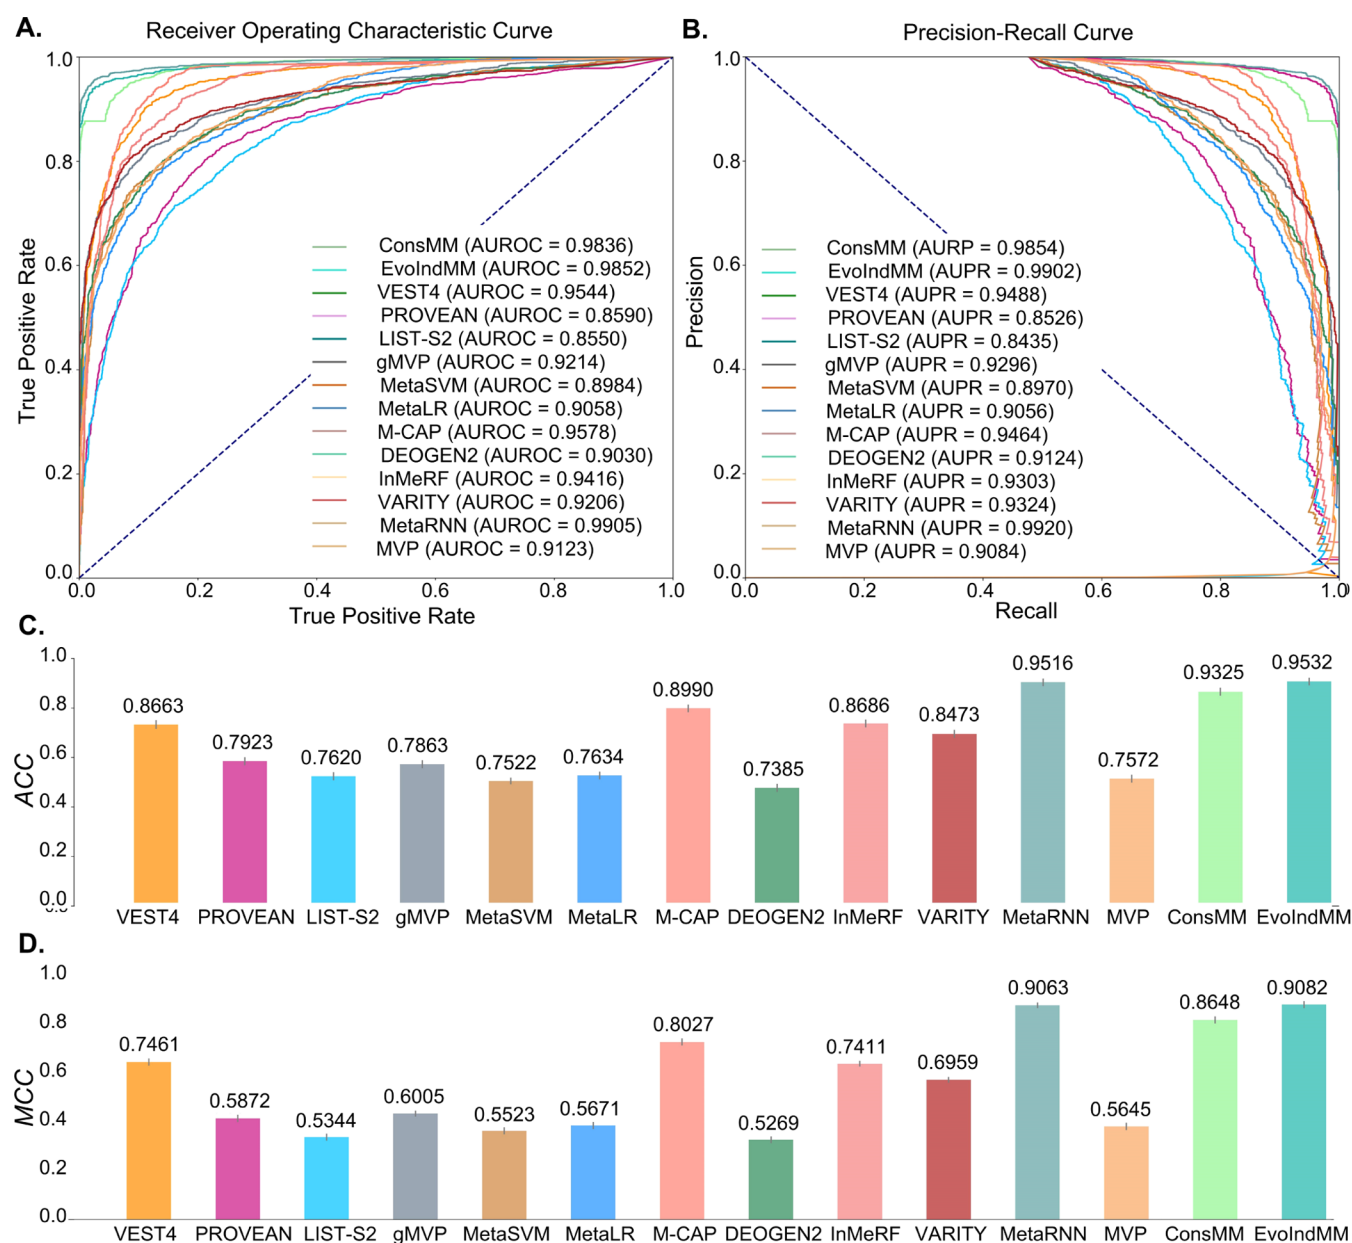 A.
Receiver Operating Characteristic Curve
1.0
0.8
0.6
0.4
0.2
0.0
True Positive Rate
ConsMM (AUROC = 0.9836)
EvoIndMM (AUROC = 0.9852)
VEST4 (AUROC = 0.9544)
PROVEAN (AUROC = 0.8590)
LIST-S2 (AUROC = 0.8550)
gMVP (AUROC = 0.9214)
MetaSVM (AUROC = 0.8984)
MetaLR (AUROC = 0.9058)
M-CAP (AUROC = 0.9578)
DEOGEN2 (AUROC = 0.9030)
InMeRF (AUROC = 0.9416)
VARITY (AUROC = 0.9206)
MetaRNN (AUROC = 0.9905)
MVP (AUROC = 0.9123)
0.0 0.2 0.4 0.6 0.8 1.0
True Positive Rate
B.
Precision-Recall Curve
1.0
0.8
0.6
0.4
0.2
0.0
Precision
ConsMM (AURP = 0.9854)
EvoIndMM (AUPR = 0.9902)
VEST4 (AUPR = 0.9488)
PROVEAN (AUPR = 0.8526)
LIST-S2 (AUPR = 0.8435)
gMVP (AUPR = 0.9296)
MetaSVM (AUPR = 0.8970)
MetaLR (AUPR = 0.9056)
M-CAP (AUPR = 0.9464)
DEOGEN2 (AUPR = 0.9124)
InMeRF (AUPR = 0.9303)
VARITY (AUPR = 0.9324)
MetaRNN (AUPR = 0.9920)
MVP (AUPR = 0.9084)
0.0 0.2 0.4 0.6 0.8 1.0
Recall
C.
1.0
0.8
0.6
0.4
0.2
0.0
ACC
0.8663 0.7923 0.7620 0.7863 0.7522 0.7634 0.8990 0.7385 0.8686 0.8473 0.9516 0.7572 0.9325 0.9532
VEST4 PROVEAN LIST-S2 gMVP MetaSVM MetaLR M-CAP DEOGEN2 InMeRF VARITY MetaRNN MVP ConsMM EvoIndMM
D.
1.0
0.8
0.6
0.4
0.2
0.0
MCC
0.7461 0.5872 0.5344 0.6005 0.5523 0.5671 0.8027 0.5269 0.7411 0.6959 0.9063 0.5645 0.8648 0.9082
VEST4 PROVEAN LIST-S2 gMVP MetaSVM MetaLR M-CAP DEOGEN2 InMeRF VARITY MetaRNN MVP ConsMM EvoIndMM